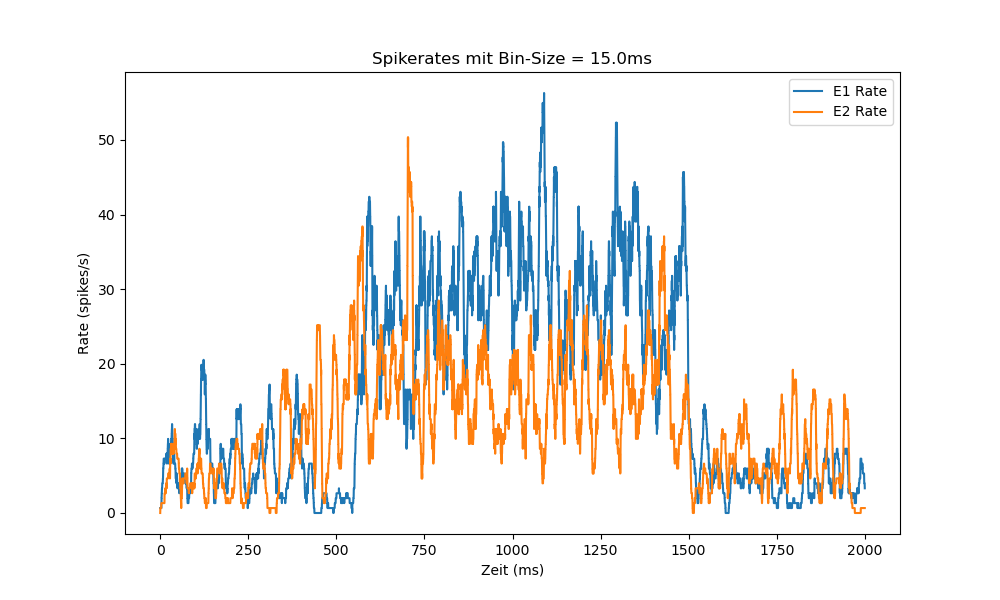 Spikerates mit Bin-Size = 15.0ms
E1 Rate
E2 Rate
Rate (spikes/s)
50
40
30
20
10
0
0 250 500 750 1000 1250 1500 1750 2000
Zeit (ms)